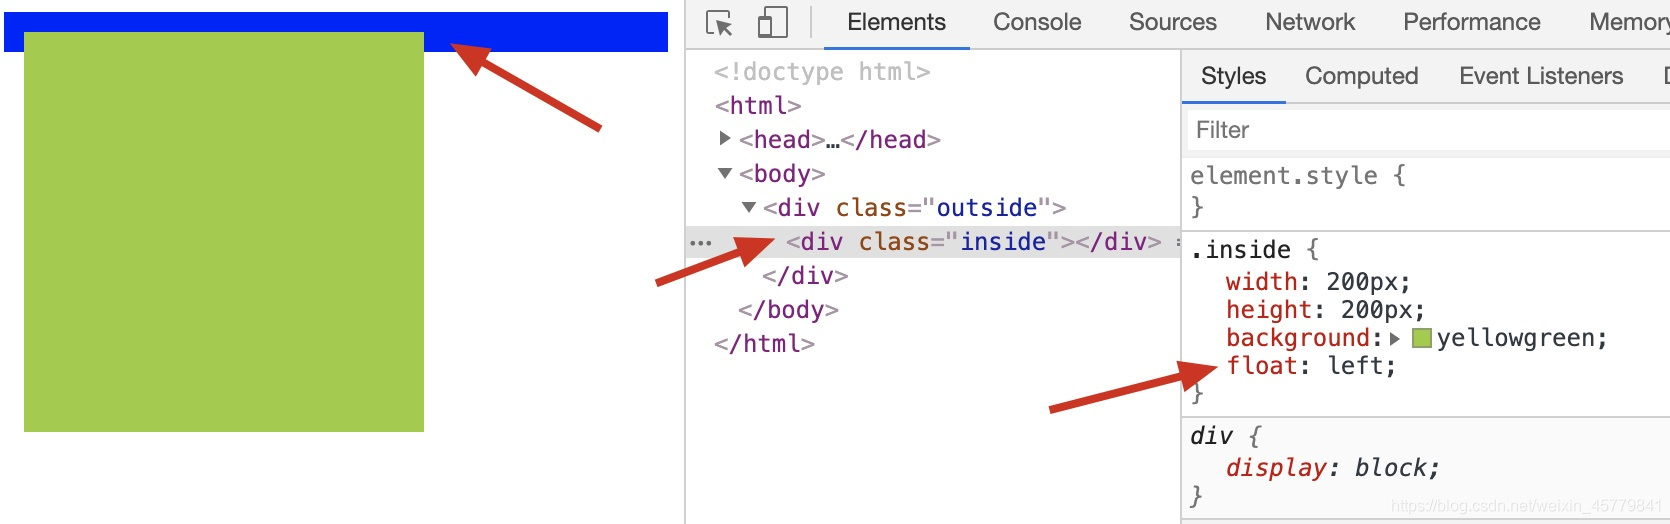 Elements Console Sources Network Performance Memory
<!doctype html>
<html>
<head>…</head>
<body>
<div class="outside">
<div class="inside"></div>
</div>
</body>
</html>
Styles Computed Event Listeners
Filter
element.style {
}
.inside {
width: 200px;
height: 200px;
background: yellowgreen;
float: left;
}
div {
display: block;
}
https://blog.csdn.net/weixin_45779841